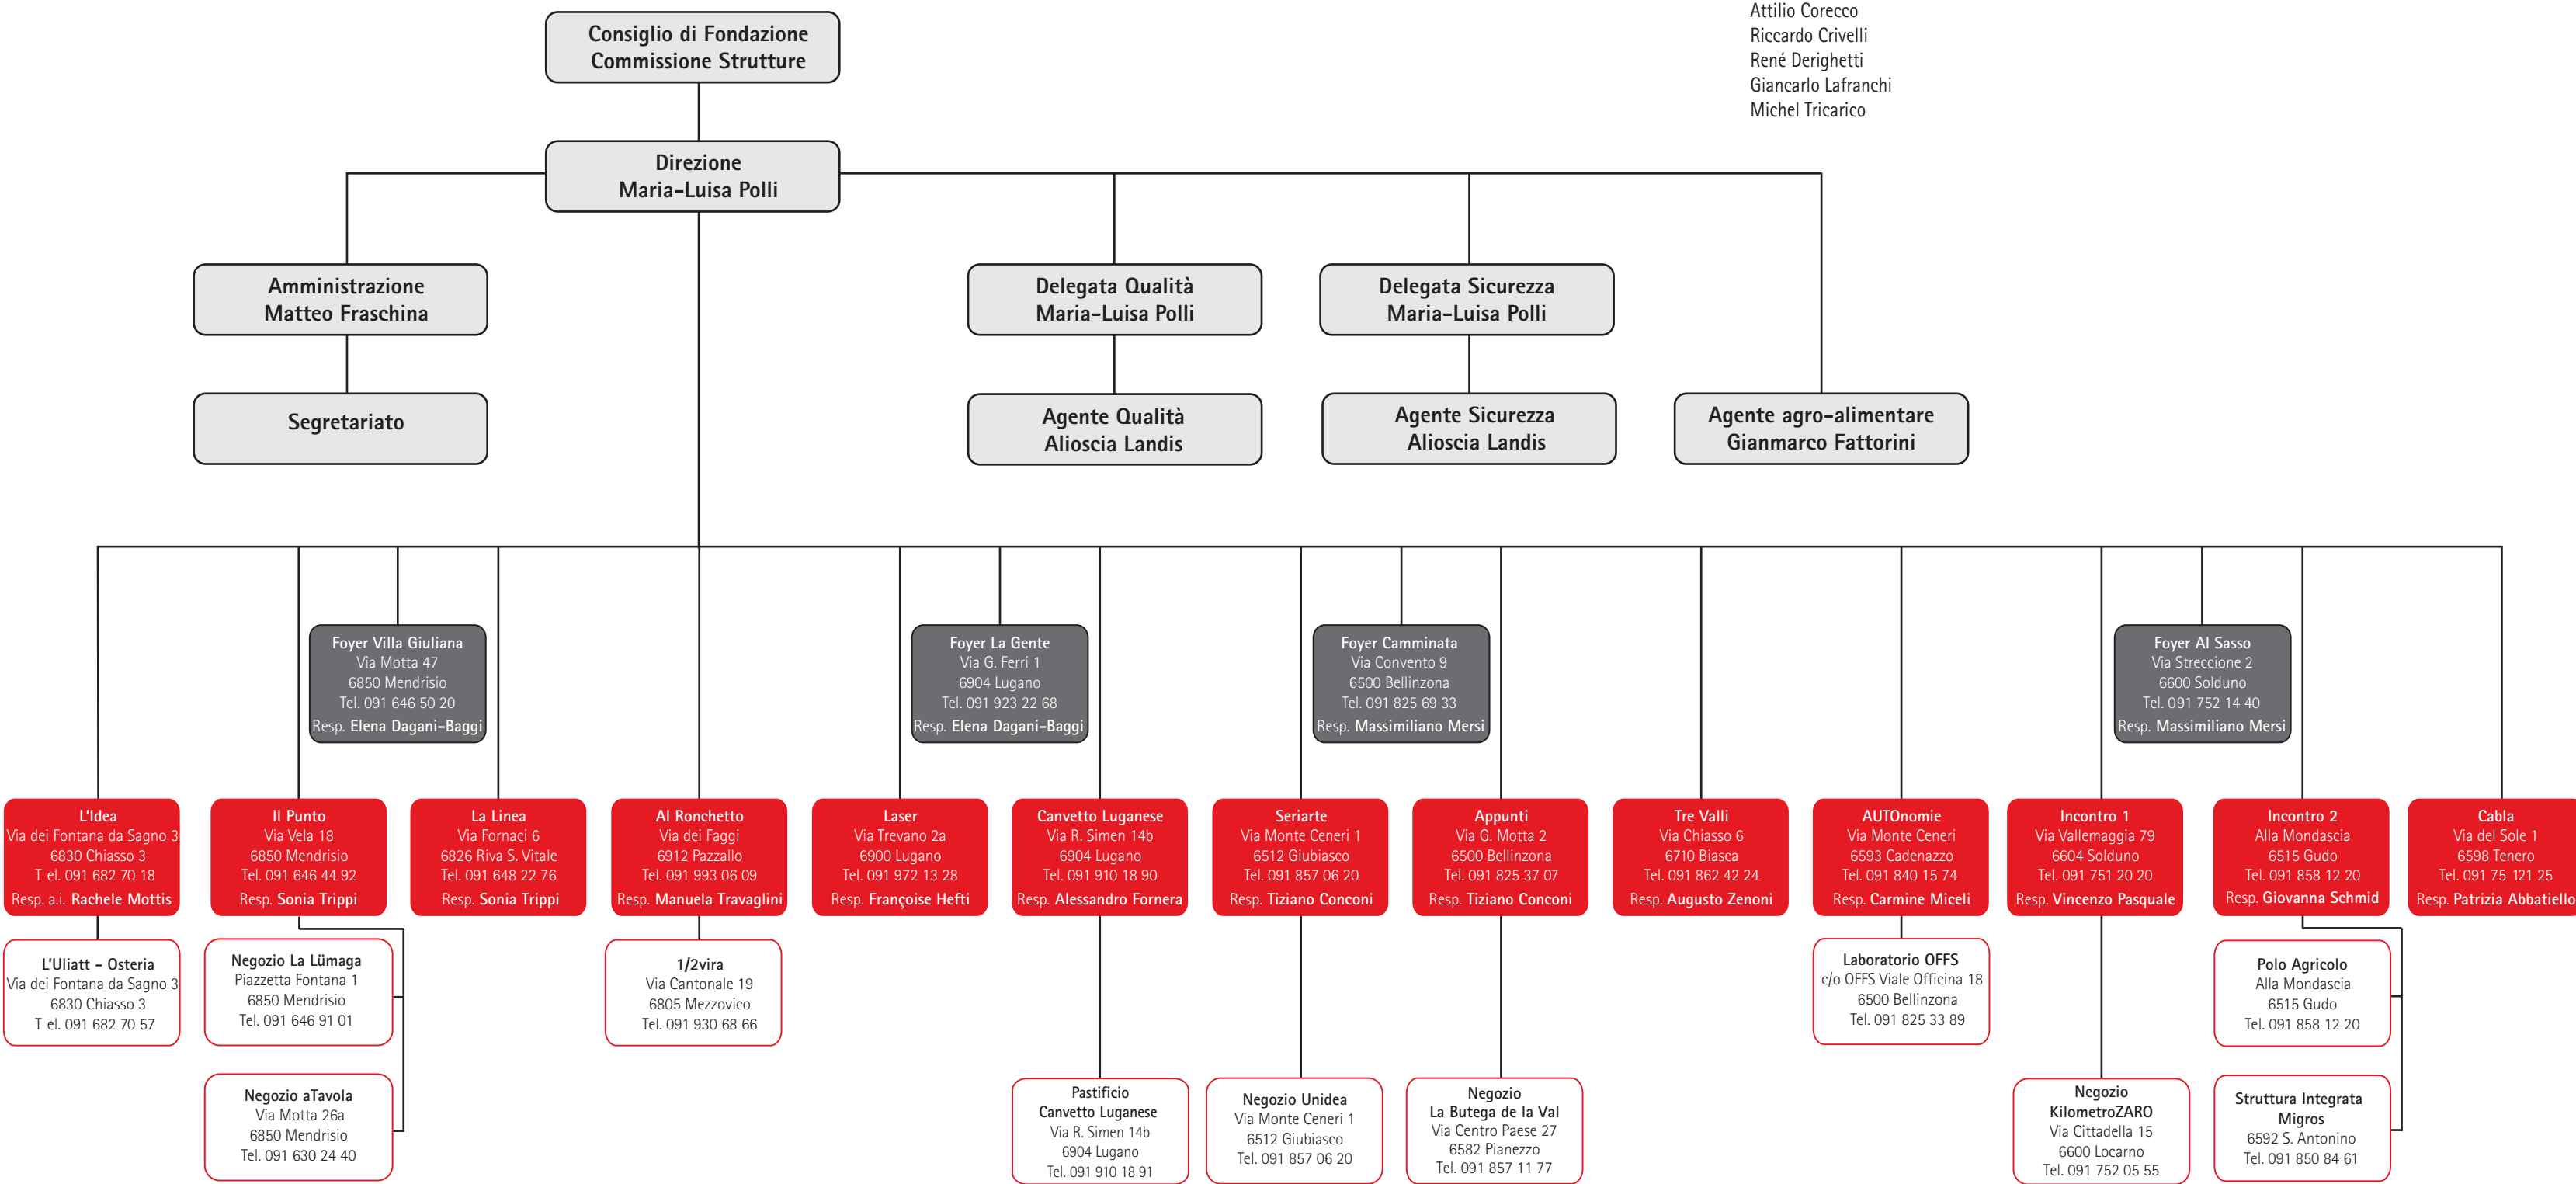 Attilio Corecco
Riccardo Crivelli
René Derighetti
Giancarlo Lafranchi
Michel Tricarico
Consiglio di Fondazione
Commissione Strutture
Direzione
Maria-Luisa Polli
Amministrazione
Matteo Fraschina
Delegata Qualità
Maria-Luisa Polli
Delegata Sicurezza
Maria-Luisa Polli
Segretariato
Agente Qualità
Alioscia Landis
Agente Sicurezza
Alioscia Landis
Agente agro-alimentare
Gianmarco Fattorini
Foyer Villa Giuliana
Via Motta 47
6850 Mendrisio
Tel. 091 646 50 20
Resp. Elena Dagani-Baggi
Foyer La Gente
Via G. Ferri 1
6904 Lugano
Tel. 091 923 22 68
Resp. Elena Dagani-Baggi
Foyer Camminata
Via Convento 9
6500 Bellinzona
Tel. 091 825 69 33
Resp. Massimiliano Mersi
Foyer Al Sasso
Via Streccione 2
6600 Solduno
Tel. 091 752 14 40
Resp. Massimiliano Mersi
L'Idea
Via dei Fontana da Sagno 3
6830 Chiasso 3
T el. 091 682 70 18
Resp. a.i. Rachele Mottis
Il Punto
Via Vela 18
6850 Mendrisio
Tel. 091 646 44 92
Resp. Sonia Trippi
La Linea
Via Fornaci 6
6826 Riva S. Vitale
Tel. 091 648 22 76
Resp. Sonia Trippi
Al Ronchetto
Via dei Faggi
6912 Pazzallo
Tel. 091 993 06 09
Resp. Manuela Travaglini
Laser
Via Trevano 2a
6900 Lugano
Tel. 091 972 13 28
Resp. Françoise Hefti
Canvetto Luganese
Via R. Simen 14b
6904 Lugano
Tel. 091 910 18 90
Resp. Alessandro Fornera
Seriarte
Via Monte Ceneri 1
6512 Giubiasco
Tel. 091 857 06 20
Resp. Tiziano Conconi
Appunti
Via G. Motta 2
6500 Bellinzona
Tel. 091 825 37 07
Resp. Tiziano Conconi
Tre Valli
Via Chiasso 6
6710 Biasca
Tel. 091 862 42 24
Resp. Augusto Zenoni
AUTOnomie
Via Monte Ceneri
6593 Cadenazzo
Tel. 091 840 15 74
Resp. Carmine Miceli
Incontro 1
Via Vallemaggia 79
6604 Solduno
Tel. 091 751 20 20
Resp. Vincenzo Pasquale
Incontro 2
Alla Mondascia
6515 Gudo
Tel. 091 858 12 20
Resp. Giovanna Schmid
Cabla
Via del Sole 1
6598 Tenero
Tel. 091 75 121 25
Resp. Patrizia Abbatiello
L'Uliatt - Osteria
Via dei Fontana da Sagno 3
6830 Chiasso 3
T el. 091 682 70 57
Negozio La Lümaga
Piazzetta Fontana 1
6850 Mendrisio
Tel. 091 646 91 01
1/2vira
Via Cantonale 19
6805 Mezzovico
Tel. 091 930 68 66
Laboratorio OFFS
c/o OFFS Viale Officina 18
6500 Bellinzona
Tel. 091 825 33 89
Polo Agricolo
Alla Mondascia
6515 Gudo
Tel. 091 858 12 20
Negozio aTavola
Via Motta 26a
6850 Mendrisio
Tel. 091 630 24 40
Pastificio
Canvetto Luganese
Via R. Simen 14b
6904 Lugano
Tel. 091 910 18 91
Negozio Unidea
Via Monte Ceneri 1
6512 Giubiasco
Tel. 091 857 06 20
Negozio
La Butega de la Val
Via Centro Paese 27
6582 Pianezzo
Tel. 091 857 11 77
Negozio
KilometroZARO
Via Cittadella 15
6600 Locarno
Tel. 091 752 05 55
Struttura Integrata
Migros
6592 S. Antonino
Tel. 091 850 84 61